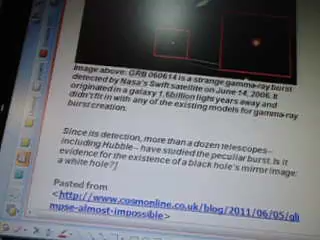 Image above: GRB 060614 is a strange gamma-ray burst
detected by Nasa's Swift satellite on June 14, 2006. It
originated in a galaxy 1.6billion light years away and
didn't fit in with any of the existing models for gamma-ray
burst creation.
Since its detection, more than a dozen telescopes--
including Hubble-- have studied the peculiar burst. Is it
evidence for the existence of a black hole's mirror image:
a white hole?]
Pasted from
<http://www.cosmonline.co.uk/blog/2011/06/05/gli
mpse-almost-impossible>